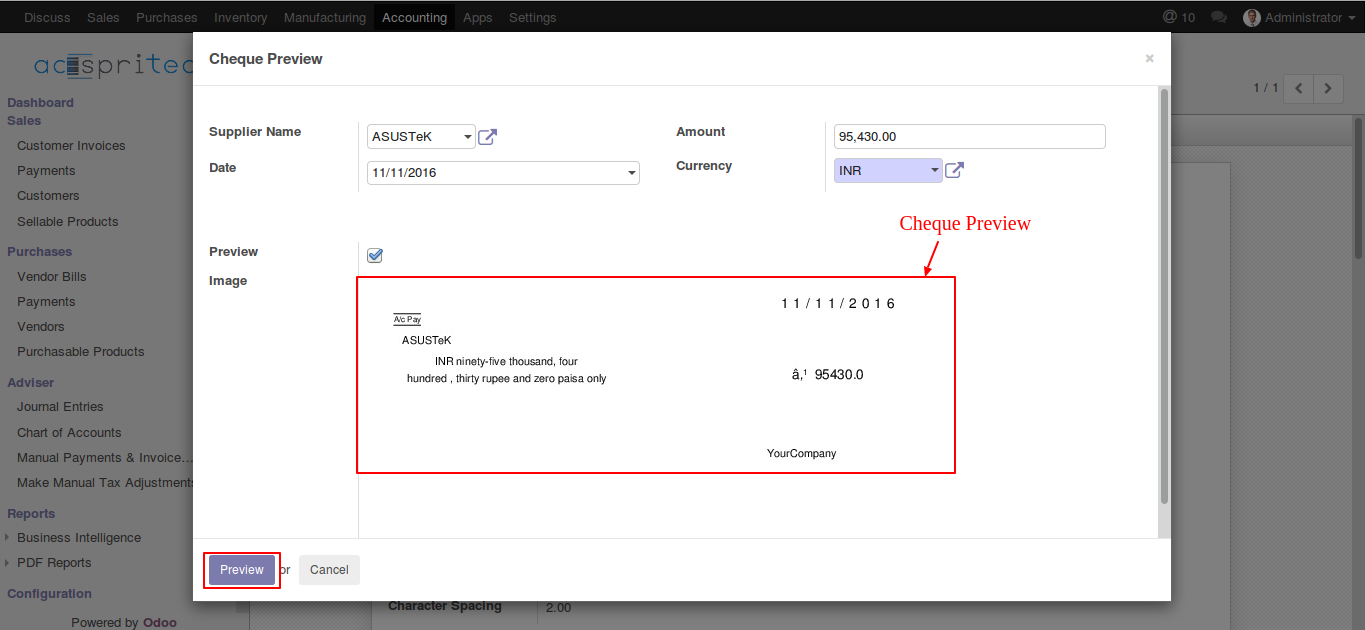 Discuss Sales Purchases Inventory Manufacturing Accounting Apps Settings @ 10 Administrator
Cheque Preview ×
1 / 1
Dashboard
Sales
Customer Invoices
Payments
Customers
Sellable Products
Purchases
Vendor Bills
Payments
Vendors
Purchasable Products
Adviser
Journal Entries
Chart of Accounts
Manual Payments & Invoice...
Make Manual Tax Adjustments
Reports
Business Intelligence
PDF Reports
Configuration
Powered by Odoo
Supplier Name ASUSTeK Amount 95,430.00
Date 11/11/2016 Currency INR
Cheque Preview
Preview
Image
11/11/2016
A/c Pay
ASUSTeK
INR ninety-five thousand, four
hundred , thirty rupee and zero paisa only
â‚¹ 95430.0
YourCompany
Preview or Cancel
Character Spacing 2.00